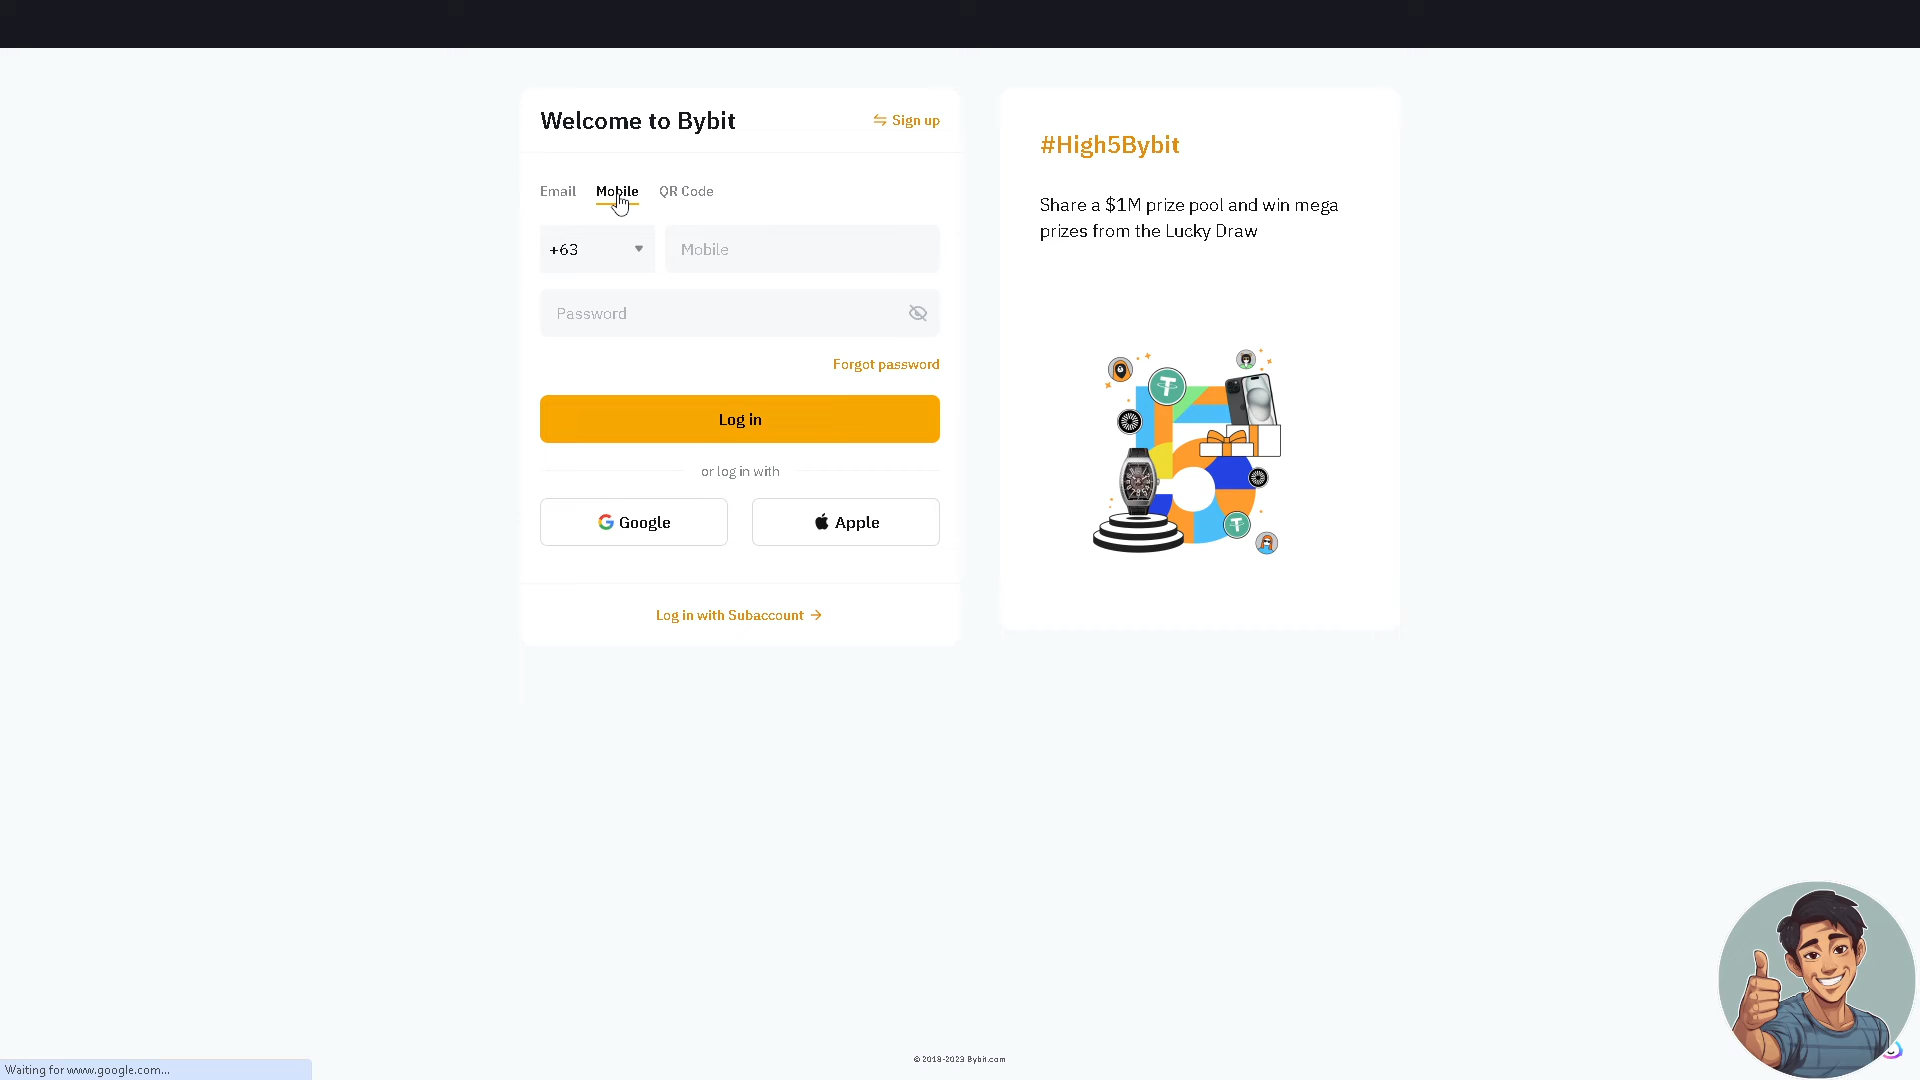 Welcome to Bybit
Sign up
Email Mobile QR Code
+63 Mobile
Password
Forgot password
Log in
or log in with
Google Apple
Log in with Subaccount
#High5Bybit
Share a $1M prize pool and win mega
prizes from the Lucky Draw
© 2018-2023 Bybit.com
Waiting for www.google.com...